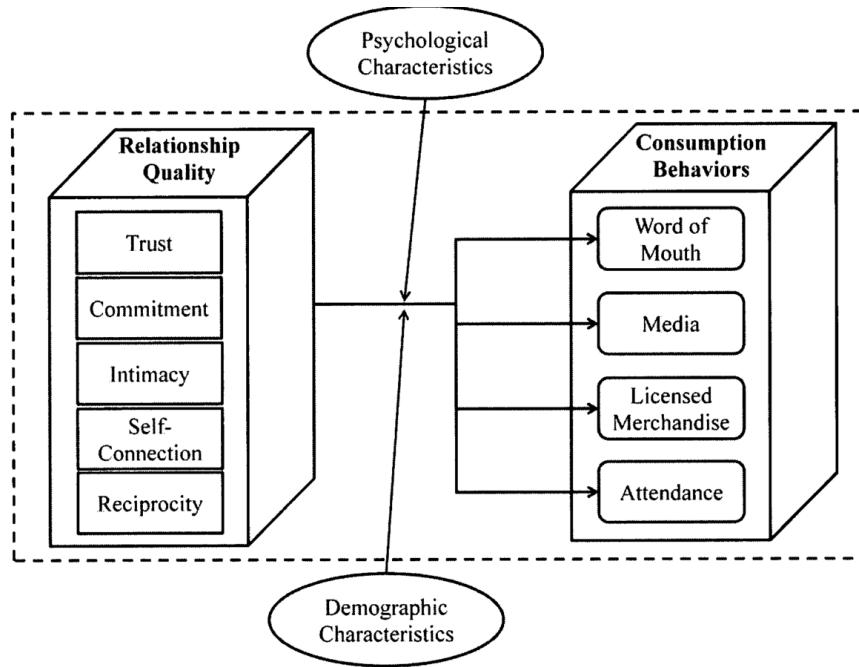 Psychological
Characteristics
Relationship
Quality
Trust
Commitment
Intimacy
Self-
Connection
Reciprocity
Consumption
Behaviors
Word of
Mouth
Media
Licensed
Merchandise
Attendance
Demographic
Characteristics